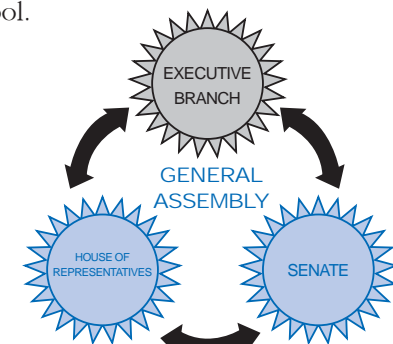 ool.
EXECUTIVE
BRANCH
GENERAL
ASSEMBLY
HOUSE OF
REPRESENTATIVES
SENATE